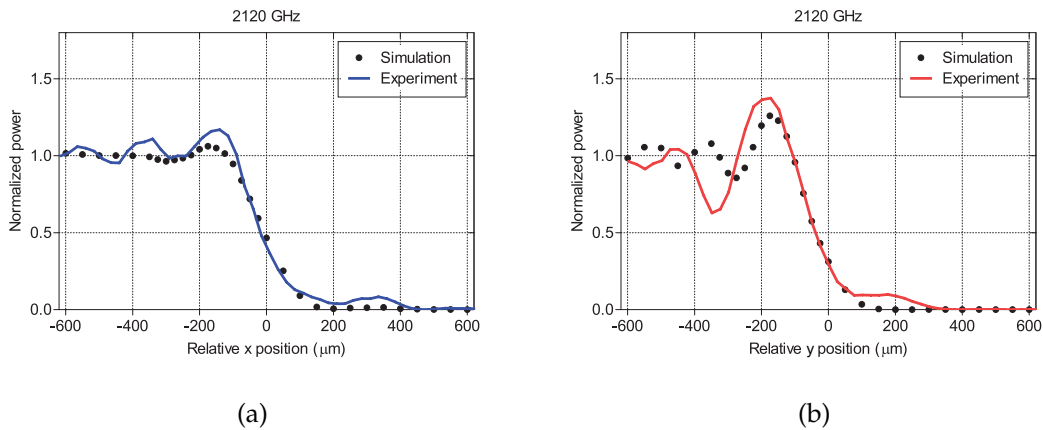 2120 GHz
Simulation
Experiment
Normalized power
1.5
1.0
0.5
0.0
-600 -400 -200 0 200 400 600
Relative x position (μm)
(a)
2120 GHz
Simulation
Experiment
Normalized power
1.5
1.0
0.5
0.0
-600 -400 -200 0 200 400 600
Relative y position (μm)
(b)